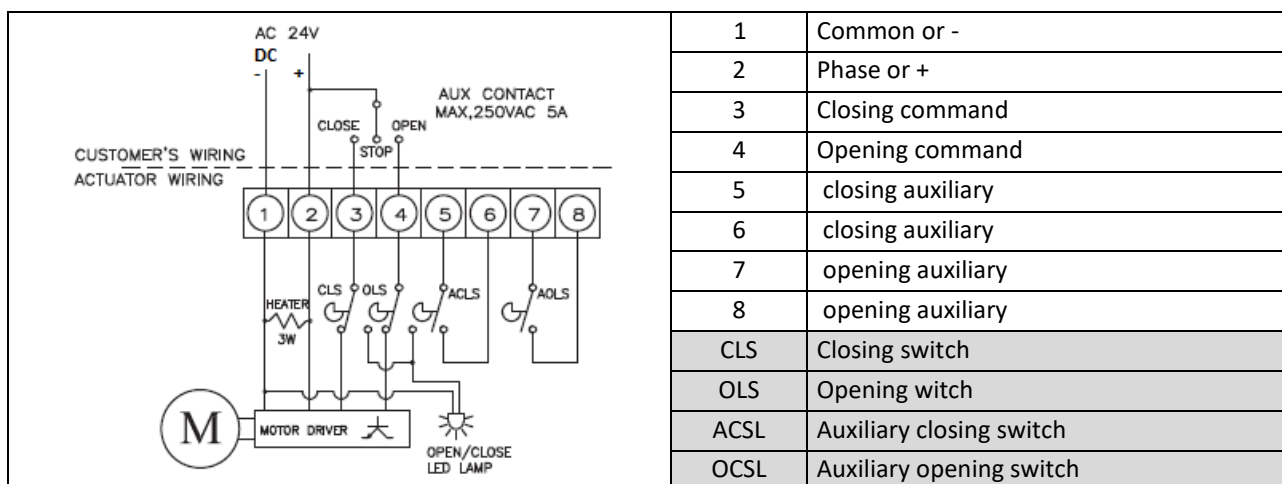 AC 24V
DC
- +
AUX CONTACT
MAX,250VAC 5A
CLOSE OPEN
STOP
CUSTOMER'S WIRING
ACTUATOR WIRING
1 2 3 4 5 6 7 8
CLS OLS ACLS AOLS
HEATER
3W
M MOTOR DRIVER
OPEN/CLOSE
LED LAMP
1 Common or -
2 Phase or +
3 Closing command
4 Opening command
5 closing auxiliary
6 closing auxiliary
7 opening auxiliary
8 opening auxiliary
CLS Closing switch
OLS Opening witch
ACSL Auxiliary closing switch
OCSL Auxiliary opening switch